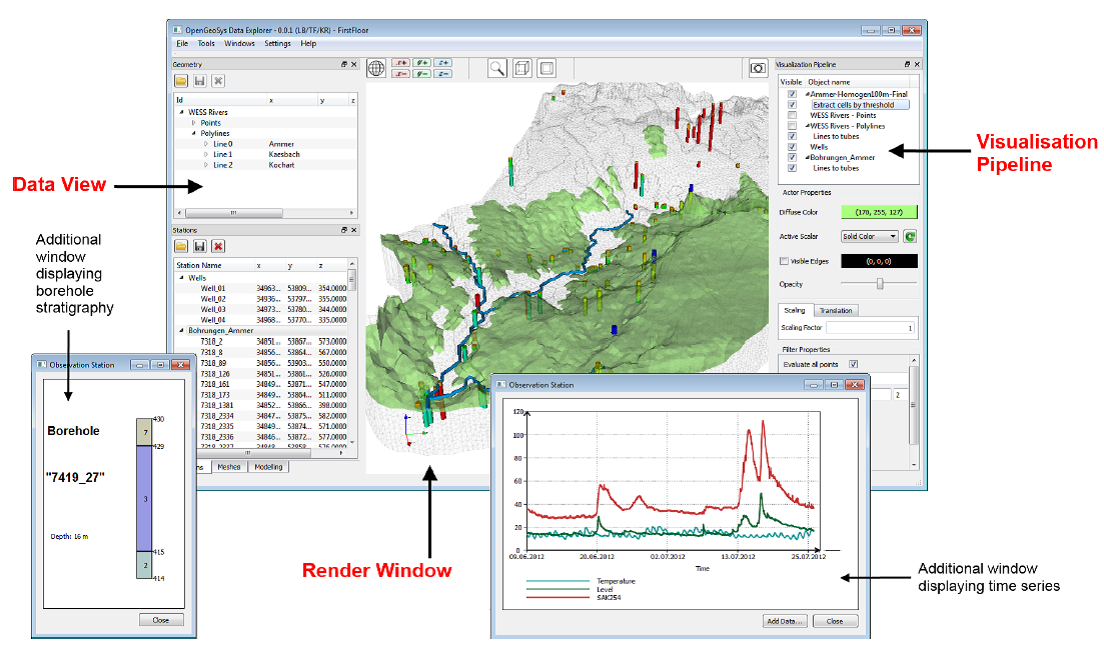 OpenGeoSys Data Explorer - 0.0.1 (LB/TF/KR) - FirstFloor
File Tools Windows Settings Help
Geometry
Id x y z
WESS Rivers
Points
Polylines
Line 0 Ammer
Line 1 Kaesbach
Line 2 Kochart
Stations
Station Name x y z
Wells
Well_01 34963... 53809... 354.0000
Well_02 34936... 53797... 355.0000
Well_03 34973... 53780... 344.0000
Well_04 34968... 53770... 335.0000
Bohrungen_Ammer
7318_2 34851... 53867... 573.0000
7318_8 34856... 53864... 567.0000
7318_89 34856... 53903... 550.0000
7318_126 34851... 53861... 526.0000
7318_161 34849... 53871... 547.0000
7318_173 34849... 53864... 511.0000
7318_1381 34852... 53866... 398.0000
7318_2334 34847... 53875... 582.0000
7318_2335 34849... 53874... 571.0000
7318_2336 34846... 53872... 577.0000
Meshes Modelling
x+ y+ z+
x- y- z-
Visualization Pipeline
Visible Object name
Ammer-Homogen100m-Final
Extract cells by threshold
WESS Rivers - Points
WESS Rivers - Polylines
Lines to tubes
Wells
Bohrungen_Ammer
Lines to tubes
Actor Properties
Diffuse Color (170, 255, 127)
Active Scalar Solid Color
Visible Edges (0, 0, 0)
Opacity
Scaling Translation
Scaling Factor 1
Filter Properties
Evaluate all points
2
Data View
Visualisation
Pipeline
Render Window
Additional
window
displaying
borehole
stratigraphy
Observation Station
Borehole
"7419_27"
Depth: 16 m
430
7
429
3
415
2
414
Close
Observation Station
120
100
80
60
40
20
0
09.06.2012 20.06.2012 02.07.2012 13.07.2012 25.07.2012
Time
Temperature
Level
SAK254
Add Data... Close
Additional window
displaying time series